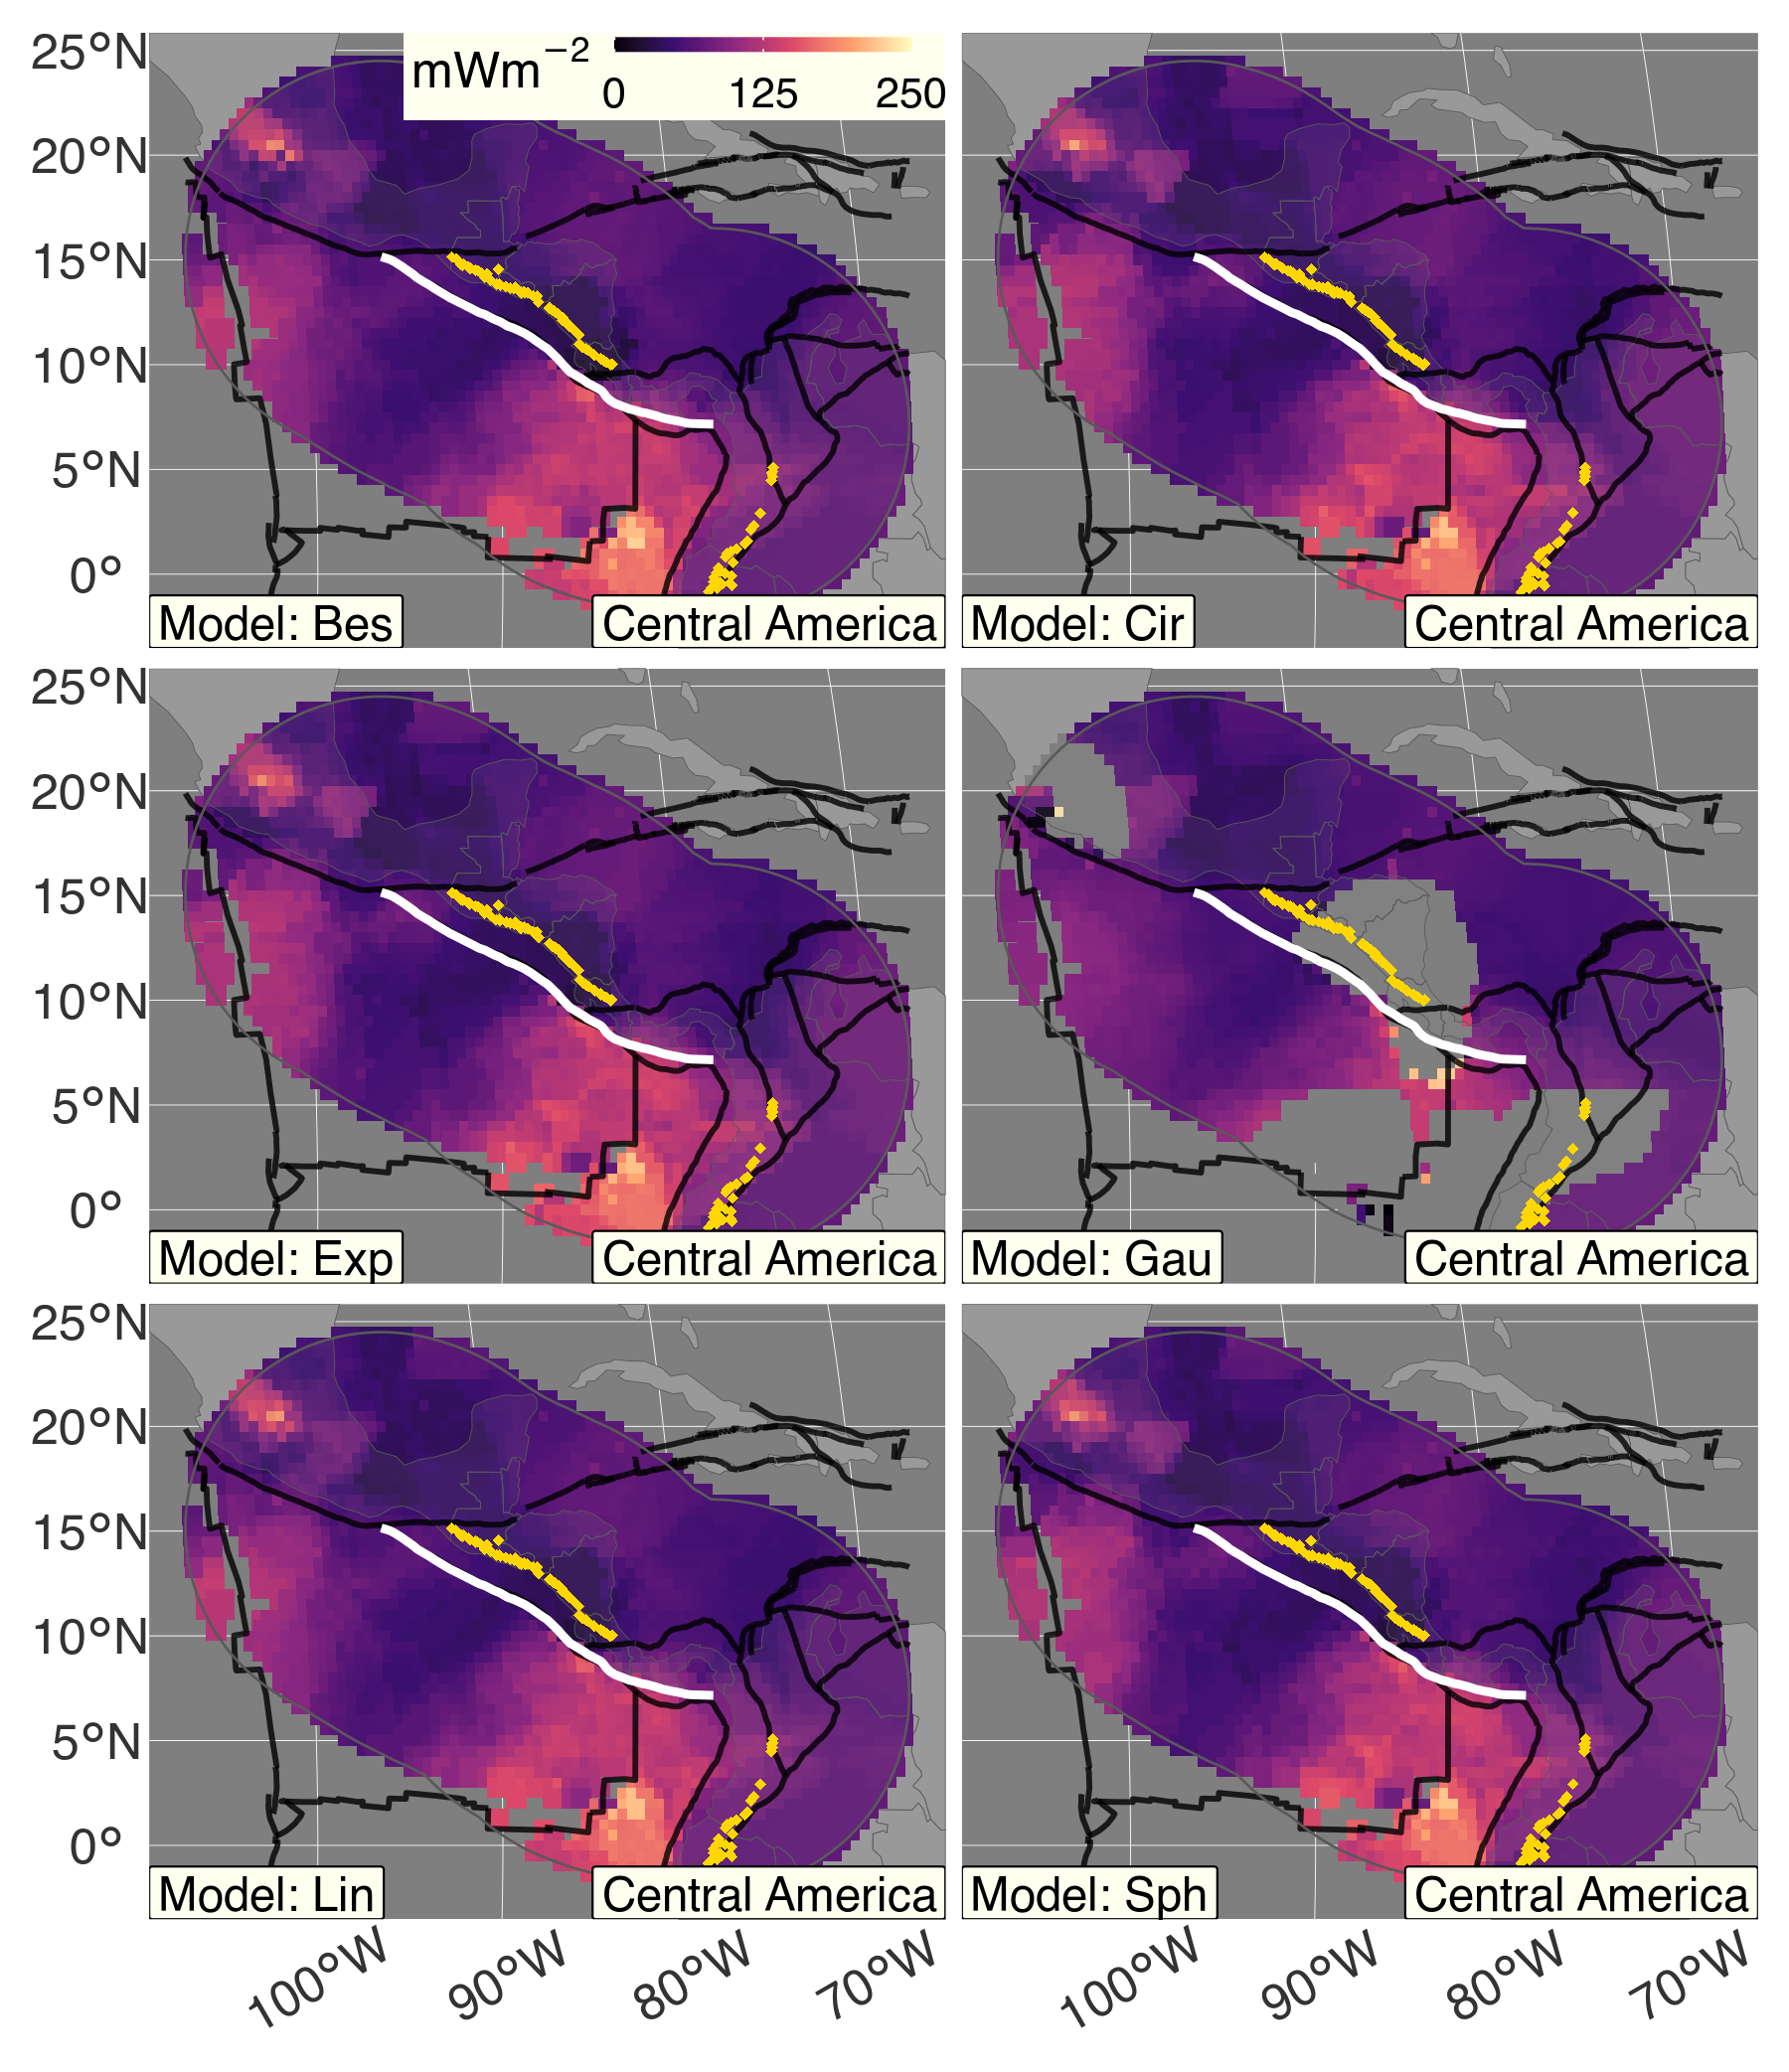 25°N
20°N
15°N
10°N
5°N
0°
mWm−2
0 125 250
Model: Bes
Central America
Model: Cir
Central America
25°N
20°N
15°N
10°N
5°N
0°
Model: Exp
Central America
Model: Gau
Central America
25°N
20°N
15°N
10°N
5°N
0°
Model: Lin
Central America
Model: Sph
Central America
100°W 90°W 80°W 70°W
100°W 90°W 80°W 70°W